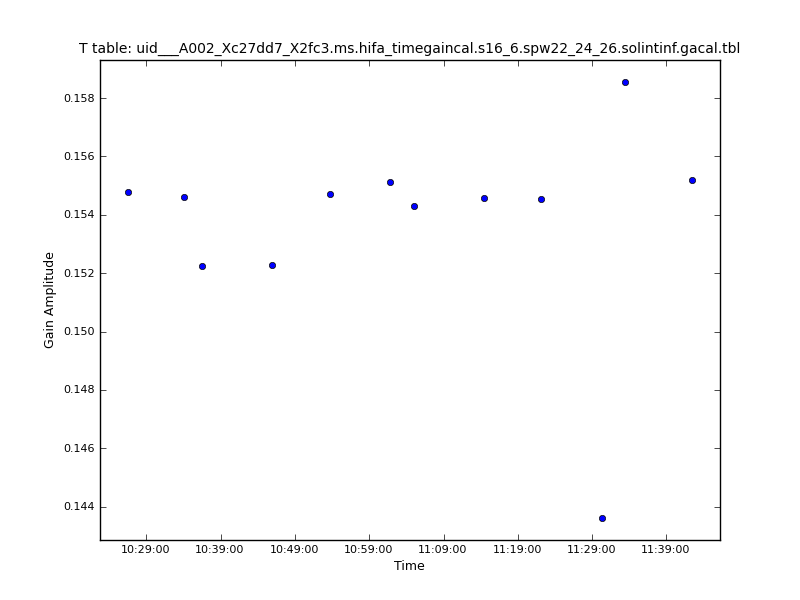 T table: uid___A002_Xc27dd7_X2fc3.ms.hifa_timegaincal.s16_6.spw22_24_26.solintinf.gacal.tbl
0.158
0.156
0.154
0.152
0.150
0.148
0.146
0.144
Gain Amplitude
10:29:00 10:39:00 10:49:00 10:59:00 11:09:00 11:19:00 11:29:00 11:39:00
Time